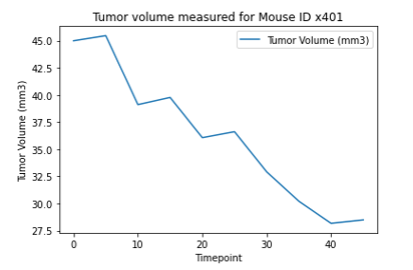 Tumor volume measured for Mouse ID x401
Tumor Volume (mm3)
45.0
42.5
40.0
37.5
35.0
32.5
30.0
27.5
Tumor Volume (mm3)
0 10 20 30 40
Timepoint